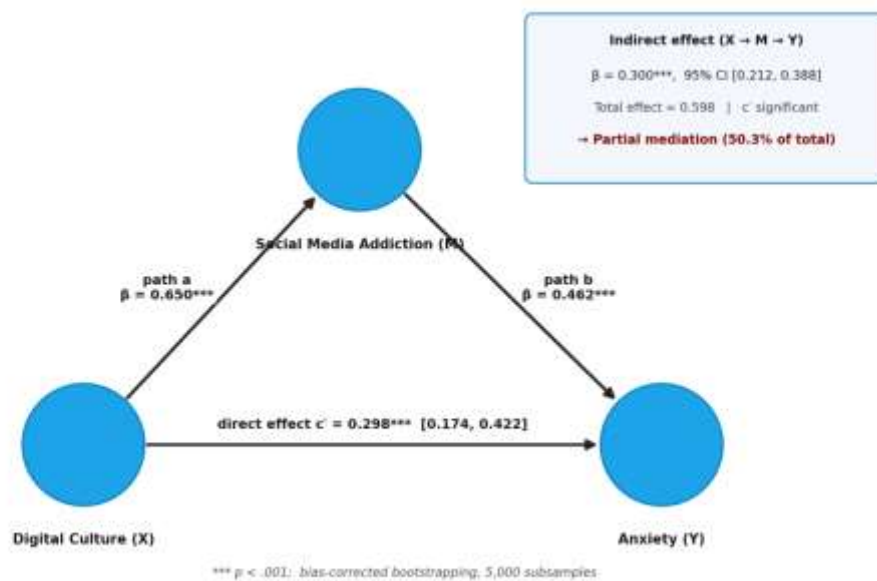 Indirect effect (X → M → Y)
β = 0.300***, 95% CI [0.212, 0.388]
Total effect = 0.598 | c′ significant
→ Partial mediation (50.3% of total)
Social Media Addiction (M)
path a
β = 0.650***
path b
β = 0.462***
direct effect c′ = 0.298*** [0.174, 0.422]
Digital Culture (X)
Anxiety (Y)
*** p < .001; bias-corrected bootstrapping, 5,000 subsamples